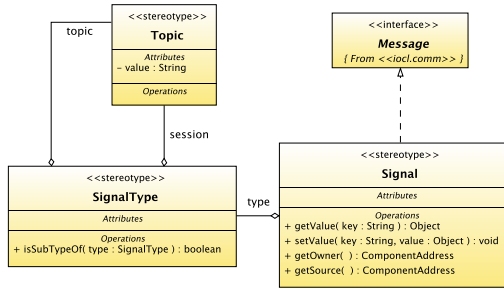 <<stereotype>>
Topic
Attributes
- value : String
Operations
topic
session
<<interface>>
Message
{ From <<iocl.comm>> }
<<stereotype>>
SignalType
Attributes
Operations
+ isSubTypeOf( type : SignalType ) : boolean
type
<<stereotype>>
Signal
Attributes
Operations
+ getValue( key : String ) : Object
+ setValue( key : String, value : Object ) : void
+ getOwner(  ) : ComponentAddress
+ getSource(  ) : ComponentAddress